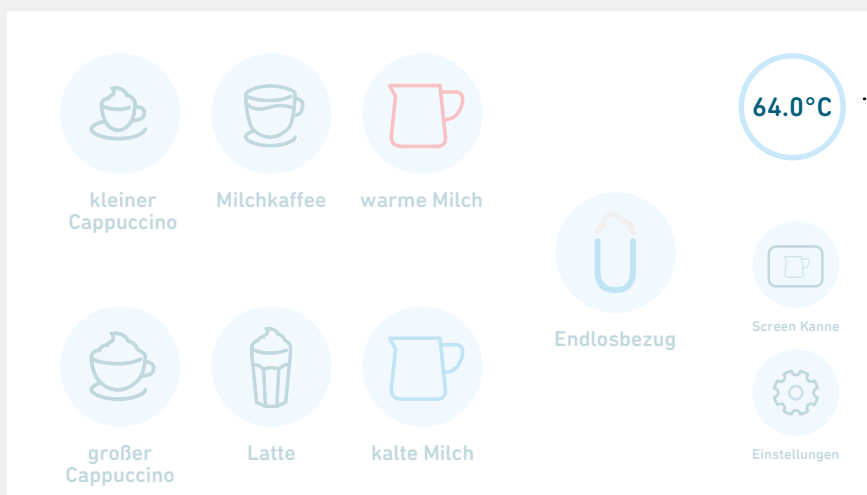 64.0°C
kleiner
Cappuccino
Milchkaffee
warme Milch
Endlosbezug
Screen Kanne
großer
Cappuccino
Latte
kalte Milch
Einstellungen